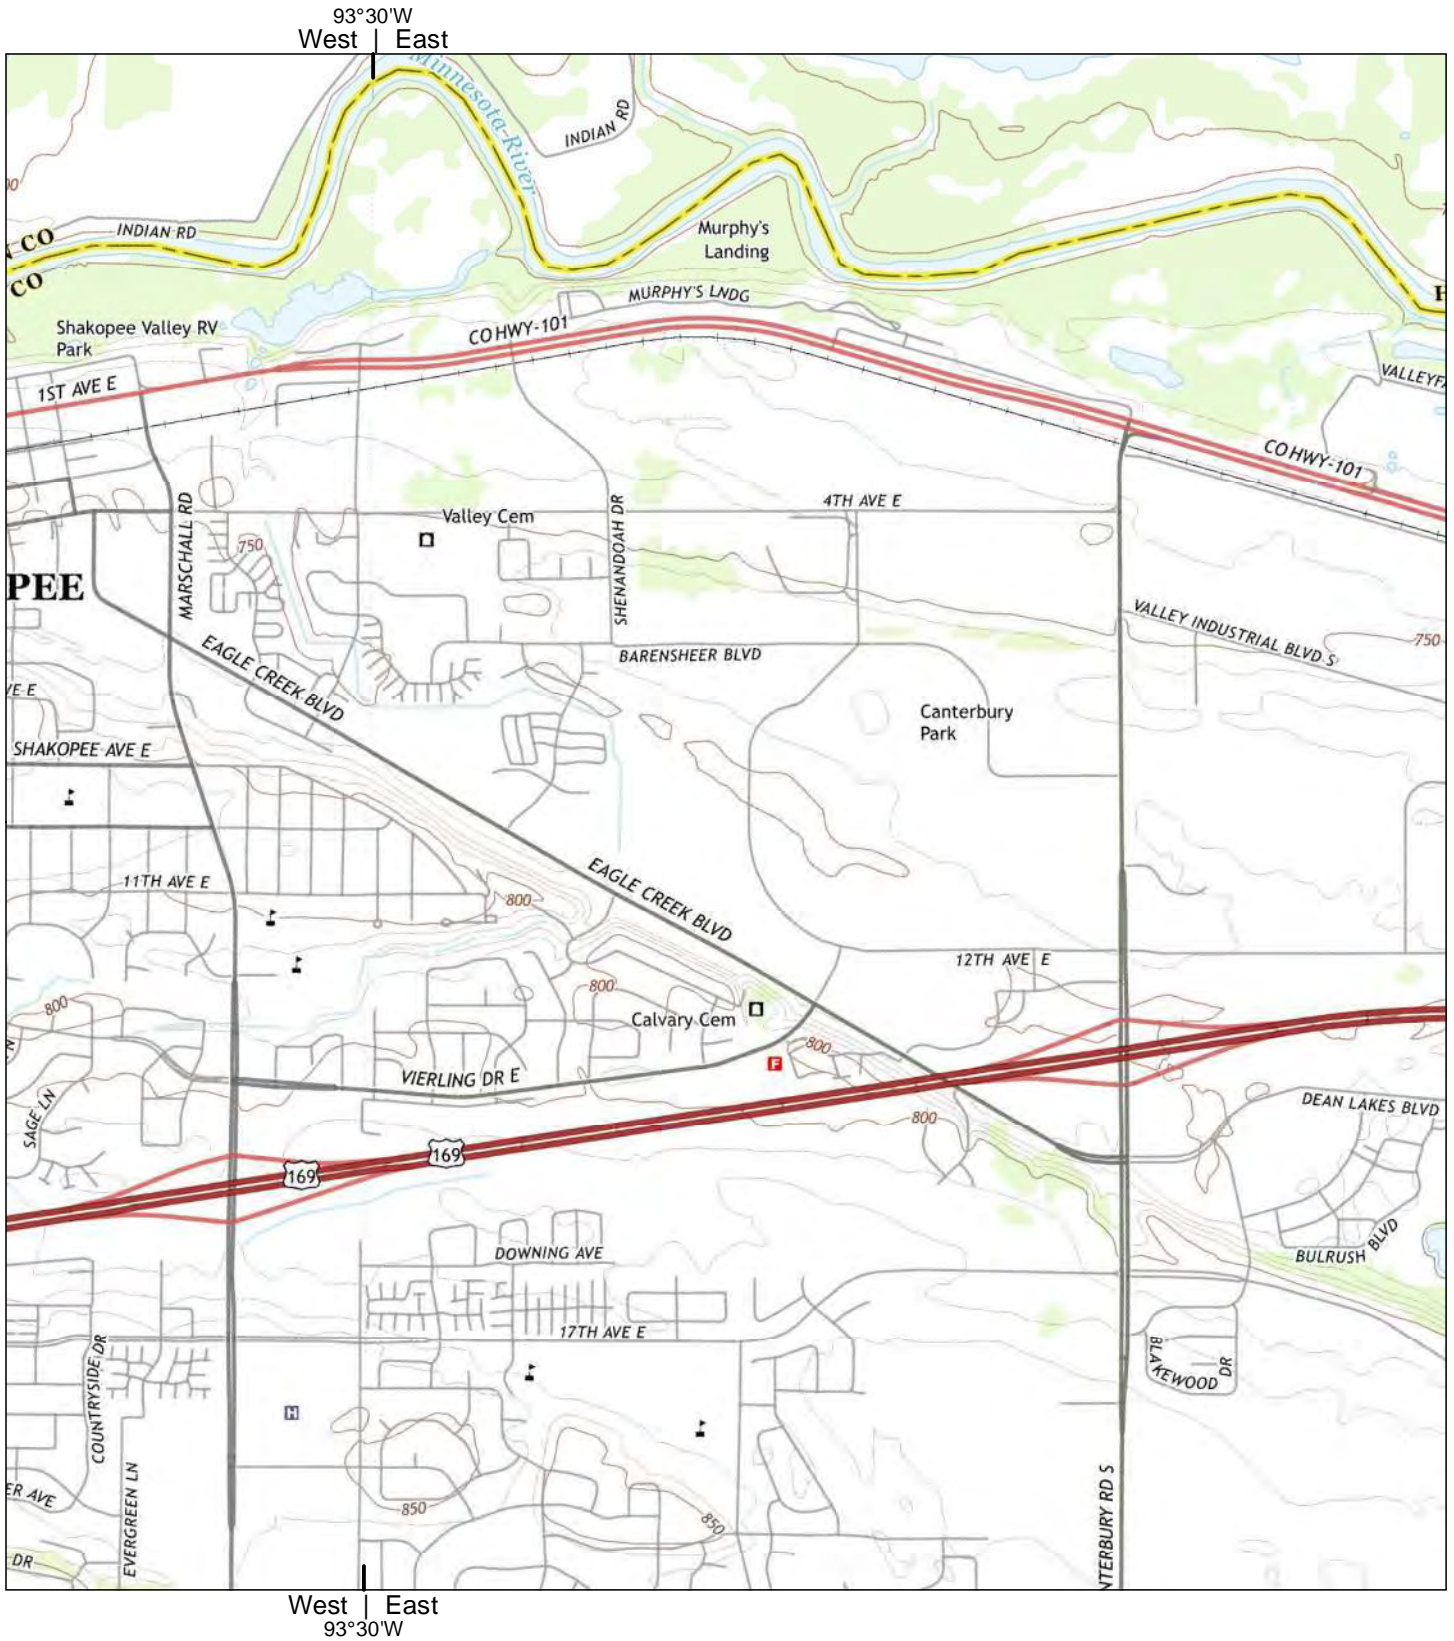 93°30'W
West | East
Minnesota River
INDIAN RD
INDIAN RD
Murphy's
Landing
CO
CO
MURPHY'S LNDG
Shakopee Valley RV
Park
CO HWY-101
1ST AVE E
CO HWY-101
4TH AVE E
Valley Cem
MARSCHALL RD
SHENANDOAH DR
750
PEE
VALLEY INDUSTRIAL BLVD S
750
EAGLE CREEK BLVD
BARENSHEER BLVD
Canterbury
Park
SHAKOPEE AVE E
EAGLE CREEK BLVD
11TH AVE E
800
12TH AVE E
800
800
Calvary Cem
F
800
VIERLING DR E
SAGE LN
800
DEAN LAKES BLVD
169
169
DOWNING AVE
BULRUSH BLVD
17TH AVE E
COUNTRYSIDE DR
BLAKEWOOD DR
H
EVERGREEN LN
ER AVE
850
850
NTERBURY RD S
DR
West | East
93°30'W